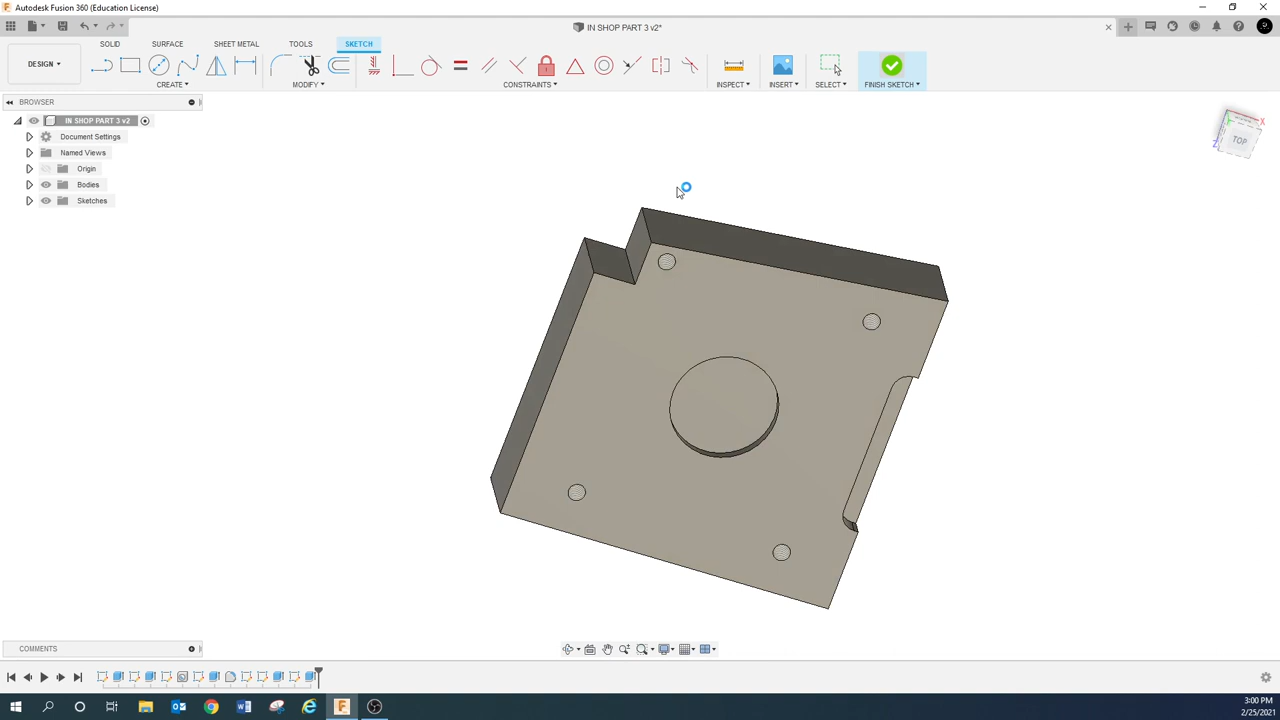 Autodesk Fusion 360 (Education License)
IN SHOP PART 3 v2*
SOLID SURFACE SHEET METAL TOOLS SKETCH
DESIGN
CREATE MODIFY CONSTRAINTS INSPECT INSERT SELECT FINISH SKETCH
BROWSER
IN SHOP PART 3 v2
Document Settings
Named Views
Origin
Bodies
Sketches
X
TOP
Z
COMMENTS
3:00 PM
2/25/2021